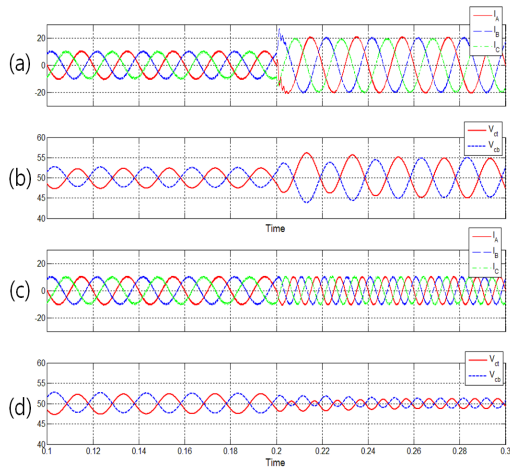 (a)
20
0
-20
I_A
I_B
I_C
(b)
60
55
50
45
40
V_ct
V_cb
Time
(c)
20
0
-20
I_A
I_B
I_C
(d)
60
55
50
45
40
V_ct
V_cb
0.1 0.12 0.14 0.16 0.18 0.2 0.22 0.24 0.26 0.28 0.3
Time